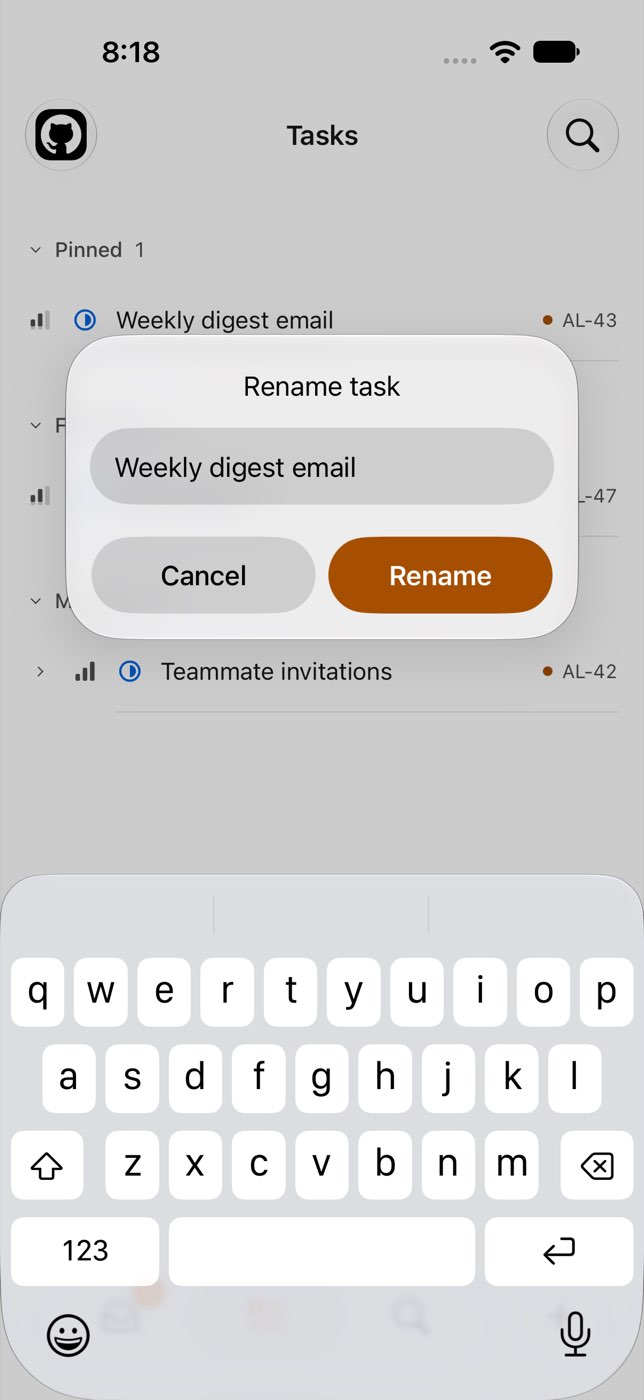 8:18
Tasks
Pinned 1
Weekly digest email AL-43
Rename task
Weekly digest email
L-47
Cancel Rename
Teammate invitations AL-42
q w e r t y u i o p
a s d f g h j k l
z x c v b n m
123